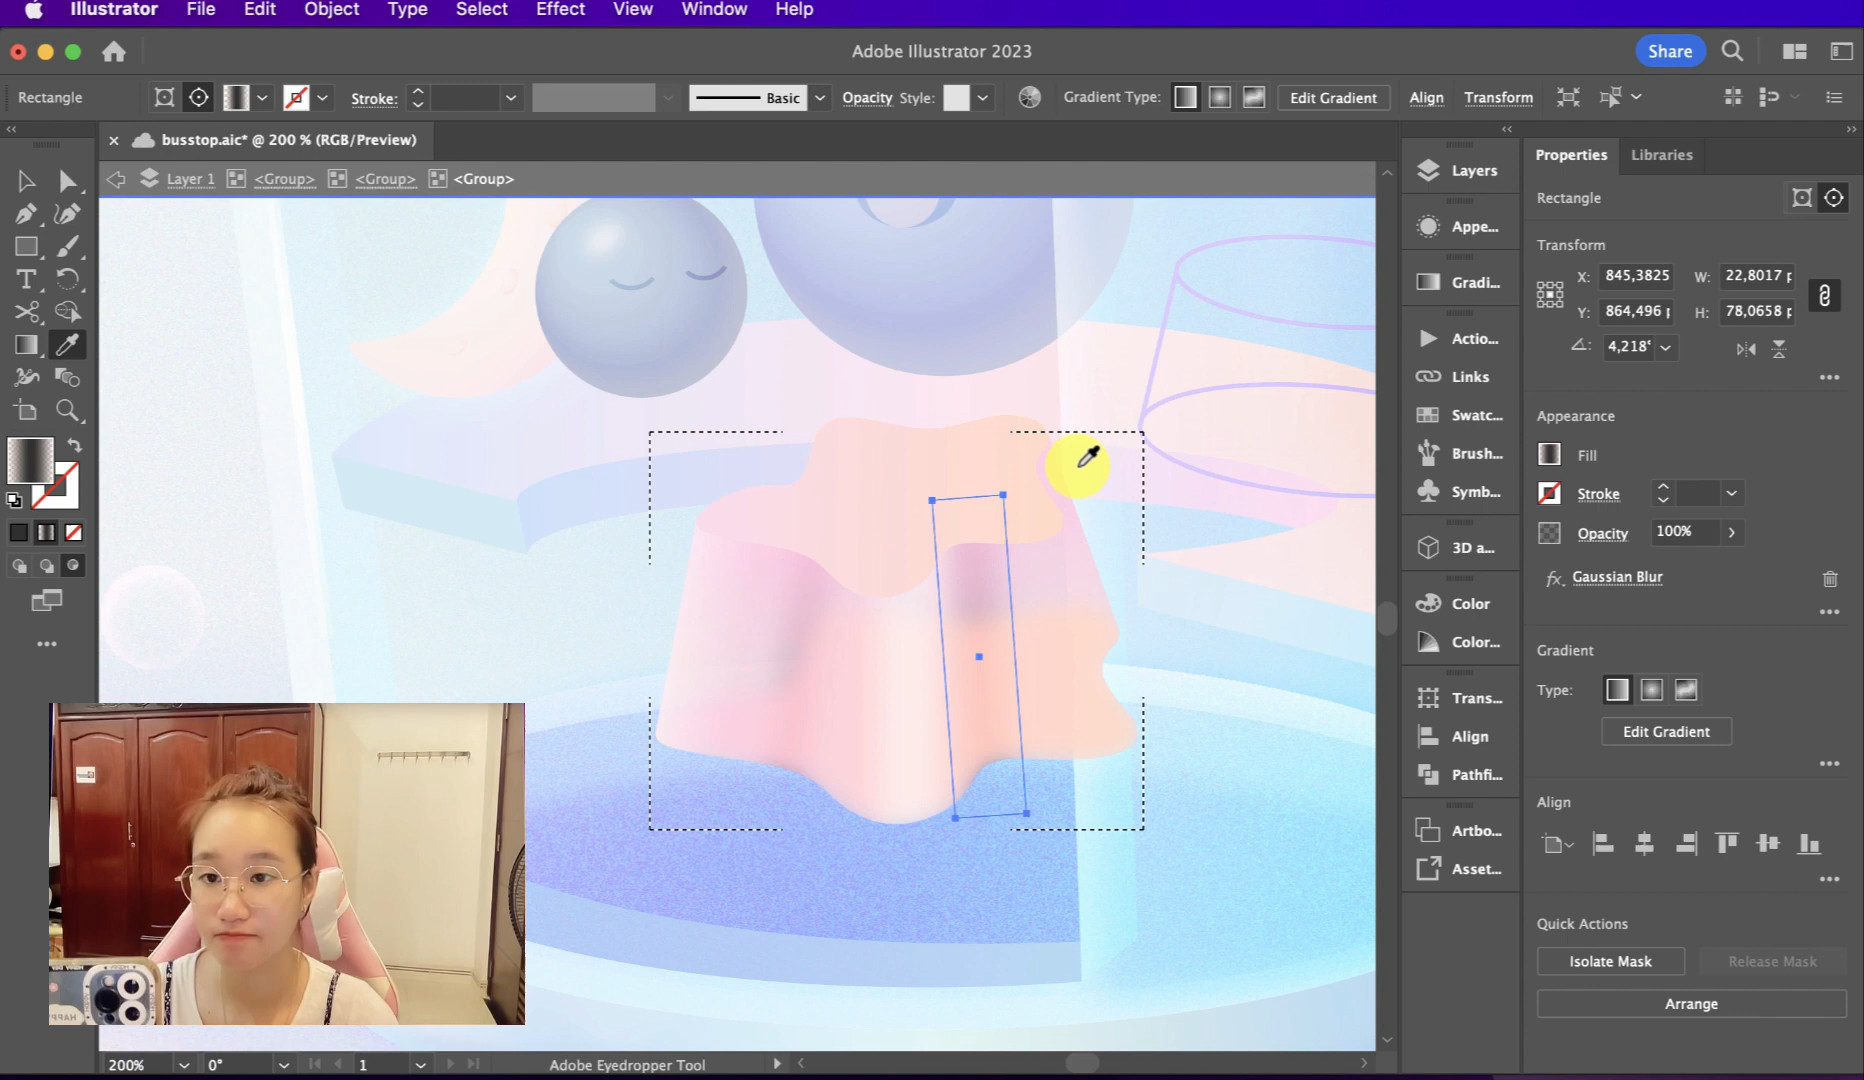 Illustrator File Edit Object Type Select Effect View Window Help
Adobe Illustrator 2023
Share
Rectangle
Stroke:
Basic
Opacity Style:
Gradient Type:
Edit Gradient
Align
Transform
busstop.aic* @ 200 % (RGB/Preview)
Layer 1 <Group> <Group> <Group>
Layers
Appe...
Gradi...
Actio...
Links
Swatc...
Brush...
Symb...
3D a...
Color
Color...
Trans...
Align
Pathfi...
Artbo...
Asset...
Properties Libraries
Rectangle
Transform
X: 845,3825 W: 22,8017 p
Y: 864,496 p H: 78,0658 p
4,218°
Appearance
Fill
Stroke
Opacity 100%
fx. Gaussian Blur
Gradient
Type:
Edit Gradient
Align
Quick Actions
Isolate Mask Release Mask
Arrange
200% 0° 1 Adobe Eyedropper Tool